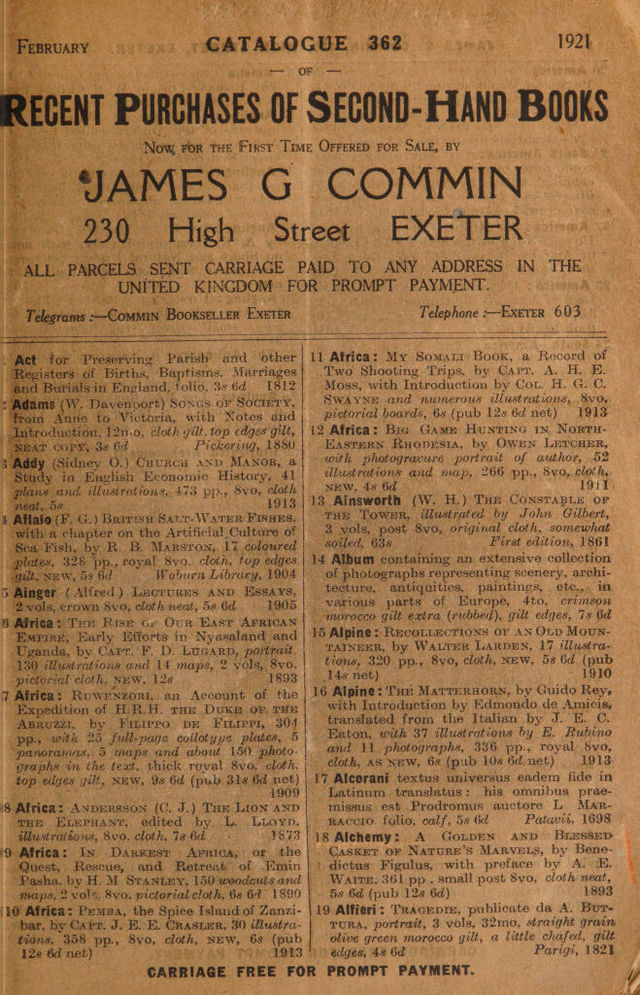 FEBRUARY CATALOGUE 362 1921
— OF —
RECENT PURCHASES OF SECOND-HAND BOOKS
NOW, FOR THE FIRST TIME OFFERED FOR SALE, BY
JAMES G COMMIN
230 High Street EXETER
ALL PARCELS SENT CARRIAGE PAID TO ANY ADDRESS IN THE
UNITED KINGDOM FOR PROMPT PAYMENT.
Telegrams :—COMMIN BOOKSELLER EXETER Telephone :—EXETER 603
1 Act for Preserving Parish and other
Registers of Births, Baptisms, Marriages
and Burials in England, folio, 3s 6d 1812
2 Adams (W. Davenport) SONGS OF SOCIETY,
from Anne to Victoria, with Notes and
Introduction, 12mo, cloth gilt, top edges gilt,
NEAT COPY, 3s 6d Pickering, 1880
3 Addy (Sidney O.) CHURCH AND MANOR, a
Study in English Economic History, 41
plans and illustrations, 473 pp., 8vo, cloth
neat, 5s 1913
4 Aflalo (F. G.) BRITISH SALT-WATER FISHES,
with a chapter on the Artificial Culture of
Sea Fish, by R. B. MARSTON, 17 coloured
plates, 328 pp., royal 8vo. cloth, top edges
gilt, NEW, 5s 6d Woburn Library, 1904
5 Ainger (Alfred) LECTURES AND ESSAYS,
2 vols, crown 8vo, cloth neat, 5s 6d 1905
6 Africa: THE RISE OF OUR EAST AFRICAN
EMPIRE, Early Efforts in Nyasaland and
Uganda, by CAPT. F. D. LUGARD, portrait,
130 illustrations and 14 maps, 2 vols, 8vo.
pictorial cloth, NEW, 12s 1893
7 Africa: RUWENZORI, an Account of the
Expedition of H.R.H. THE DUKE OF THE
ABRUZZI, by FILIPPO DE FILIPPI, 304
pp., with 25 full-page collotype plates, 5
panoramas, 5 maps and about 150 photo-
graphs in the text, thick royal 8vo, cloth,
top edges gilt, NEW, 9s 6d (pub 31s 6d net)
1909
8 Africa: ANDERSSON (C. J.) THE LION AND
THE ELEPHANT, edited by L. LLOYD,
illustrations, 8vo. cloth, 7s 6d 1873
9 Africa: IN DARKEST AFRICA, or the
Quest, Rescue, and Retreat of Emin
Pasha, by H. M STANLEY, 150 woodcuts and
maps, 2 vols, 8vo, pictorial cloth, 6s 6d 1890
10 Africa: PEMBA, the Spice Island of Zanzi-
bar, by CAPT. J. E. E. CRASLER, 30 illustra-
tions, 358 pp., 8vo, cloth, NEW, 6s (pub
12s 6d net) 1913
11 Africa: MY SOMALI BOOK, a Record of
Two Shooting Trips, by CAPT. A. H. E.
Moss, with Introduction by COL. H. G. C.
SWAYNE and numerous illustrations, 8vo,
pictorial boards, 6s (pub 12s 6d net) 1913
12 Africa: BIG GAME HUNTING IN NORTH-
EASTERN RHODESIA, by OWEN LETCHER,
with photogravure portrait of author, 52
illustrations and map, 266 pp., 8vo, cloth,
NEW, 4s 6d 1911
13 Ainsworth (W. H.) THE CONSTABLE OF
THE TOWER, illustrated by John Gilbert,
3 vols, post 8vo, original cloth, somewhat
soiled, 63s First edition, 1861
14 Album containing an extensive collection
of photographs representing scenery, archi-
tecture, antiquities, paintings, etc., in
various parts of Europe, 4to, crimson
morocco gilt extra (rubbed), gilt edges, 7s 6d
15 Alpine: RECOLLECTIONS OF AN OLD MOUN-
TAINEER, by WALTER LARDEN, 17 illustra-
tions, 320 pp., 8vo, cloth, NEW, 5s 6d (pub
14s net) 1910
16 Alpine: THE MATTERHORN, by Guido Rey,
with Introduction by Edmondo de Amicis,
translated from the Italian by J. E. C.
Eaton, with 37 illustrations by E. Rubino
and 11 photographs, 336 pp., royal 8vo,
cloth, AS NEW, 6s (pub 10s 6d net) 1913
17 Alcorani textus universus eadem fide in
Latinum translatus: his omnibus prae-
missus est Prodromus auctore L MAR-
RACCIO, folio, calf, 5s 6d Patavii, 1698
18 Alchemy: A GOLDEN AND BLESSED
CASKET OF NATURE'S MARVELS, by Bene-
dictus Figulus, with preface by A. E.
WAITE, 361 pp. small post 8vo, cloth neat,
5s 6d (pub 12s 6d) 1893
19 Alfieri: TRAGEDIE, publicate da A. BUT-
TURA, portrait, 3 vols, 32mo, straight grain
olive green morocco gilt, a little chafed, gilt
edges, 4s 6d Parigi, 1821
CARRIAGE FREE FOR PROMPT PAYMENT.